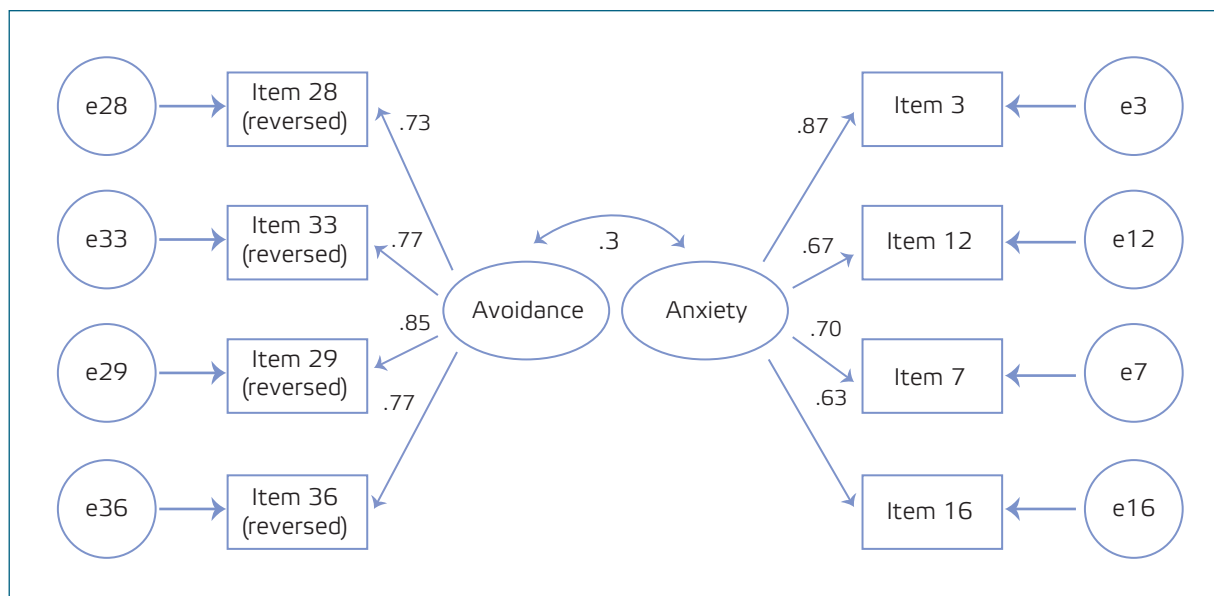 e28
Item 28
(reversed)
.73
.87
Item 3
e3
e33
Item 33
(reversed)
.77
.3
.67
Item 12
e12
Avoidance
Anxiety
e29
Item 29
(reversed)
.85
.70
Item 7
e7
.77
.63
e36
Item 36
(reversed)
Item 16
e16